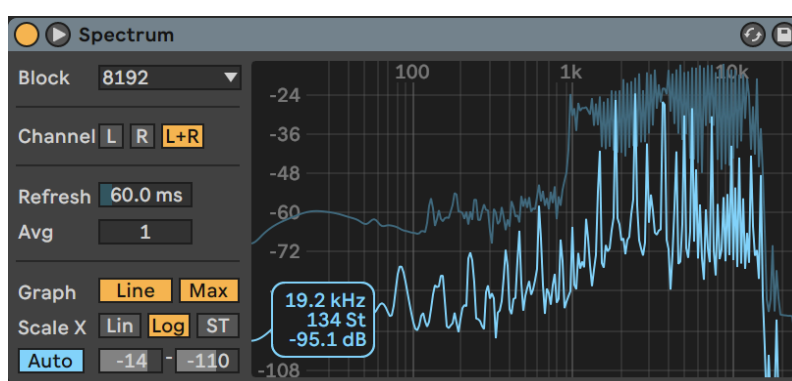 Spectrum
Block 8192
Channel L R L+R
Refresh 60.0 ms
Avg 1
Graph Line Max
Scale X Lin Log ST
Auto -14 - -110
100 1k 10k
-24
-36
-48
-60
-72
19.2 kHz
134 St
-95.1 dB
-108